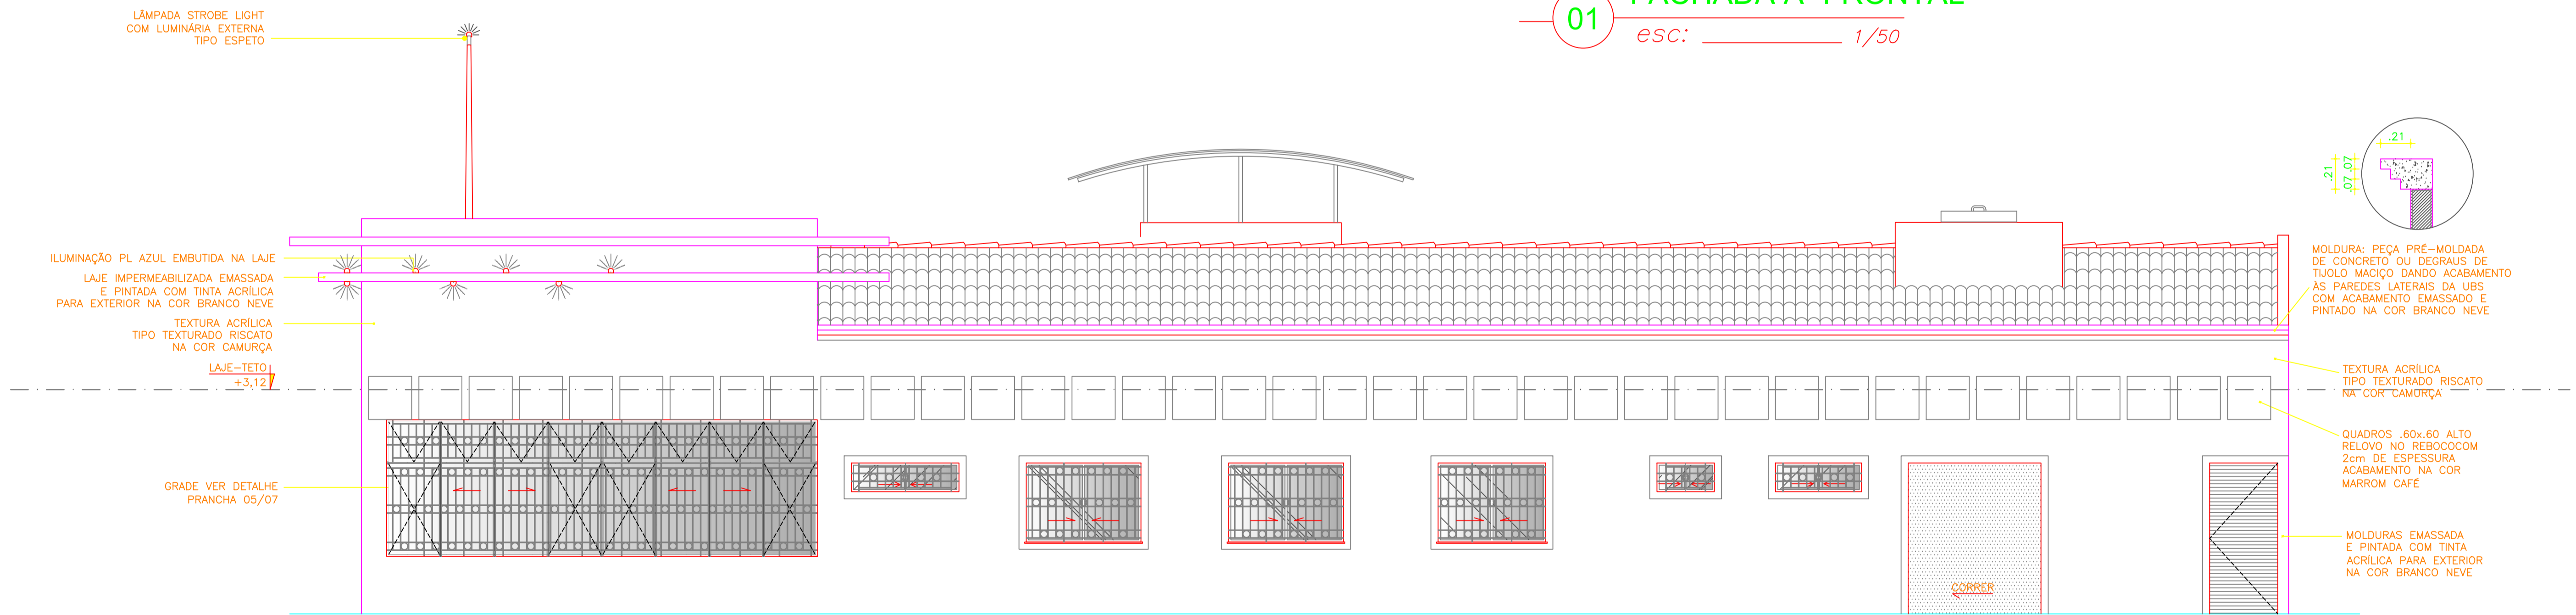 01
FACHADA A-FRONTAL
esc: 1/50
LÂMPADA STROBE LIGHT
COM LUMINÁRIA EXTERNA
TIPO ESPETO
ILUMINAÇÃO PL AZUL EMBUTIDA NA LAJE
LAJE IMPERMEABILIZADA EMASSADA
E PINTADA COM TINTA ACRÍLICA
PARA EXTERIOR NA COR BRANCO NEVE
TEXTURA ACRÍLICA
TIPO TEXTURADO RISCATO
NA COR CAMURÇA
LAJE-TETO
+3,12
GRADE VER DETALHE
PRANCHA 05/07
.21
.21
.07 .07
.07
MOLDURA: PEÇA PRÉ-MOLDADA
DE CONCRETO OU DEGRAUS DE
TIJOLO MACIÇO DANDO ACABAMENTO
ÀS PAREDES LATERAIS DA UBS
COM ACABAMENTO EMASSADO E
PINTADO NA COR BRANCO NEVE
TEXTURA ACRÍLICA
TIPO TEXTURADO RISCATO
NA COR CAMURÇA
QUADROS .60x.60 ALTO
RELOVO NO REBOCOCOM
2cm DE ESPESSURA
ACABAMENTO NA COR
MARROM CAFÉ
MOLDURAS EMASSADA
E PINTADA COM TINTA
ACRÍLICA PARA EXTERIOR
NA COR BRANCO NEVE
CORRER